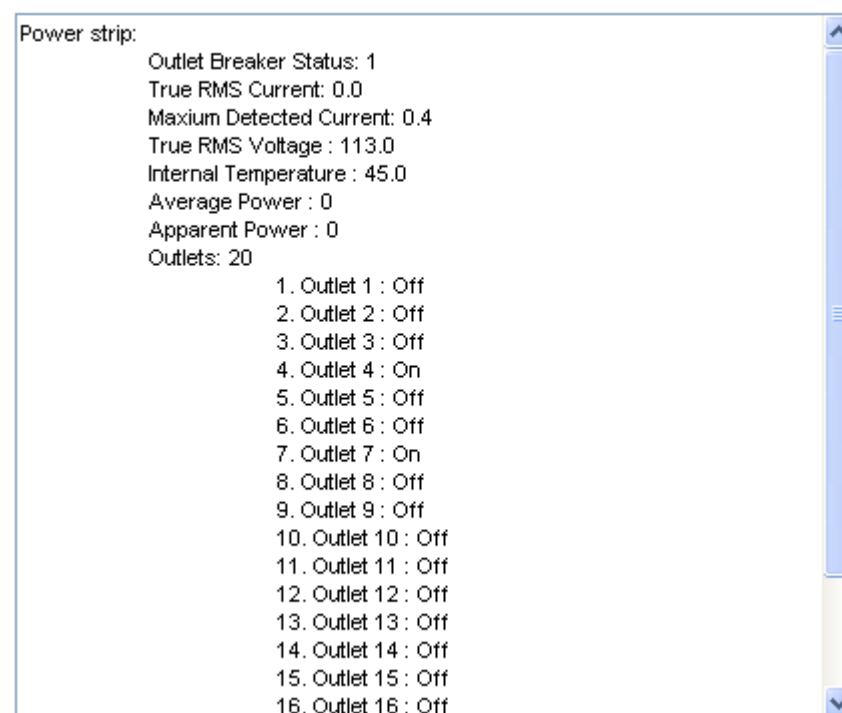 Power strip:
Outlet Breaker Status: 1
True RMS Current: 0.0
Maxium Detected Current: 0.4
True RMS Voltage : 113.0
Internal Temperature : 45.0
Average Power : 0
Apparent Power : 0
Outlets: 20
1. Outlet 1 : Off
2. Outlet 2 : Off
3. Outlet 3 : Off
4. Outlet 4 : On
5. Outlet 5 : Off
6. Outlet 6 : Off
7. Outlet 7 : On
8. Outlet 8 : Off
9. Outlet 9 : Off
10. Outlet 10 : Off
11. Outlet 11 : Off
12. Outlet 12 : Off
13. Outlet 13 : Off
14. Outlet 14 : Off
15. Outlet 15 : Off
16. Outlet 16 : Off